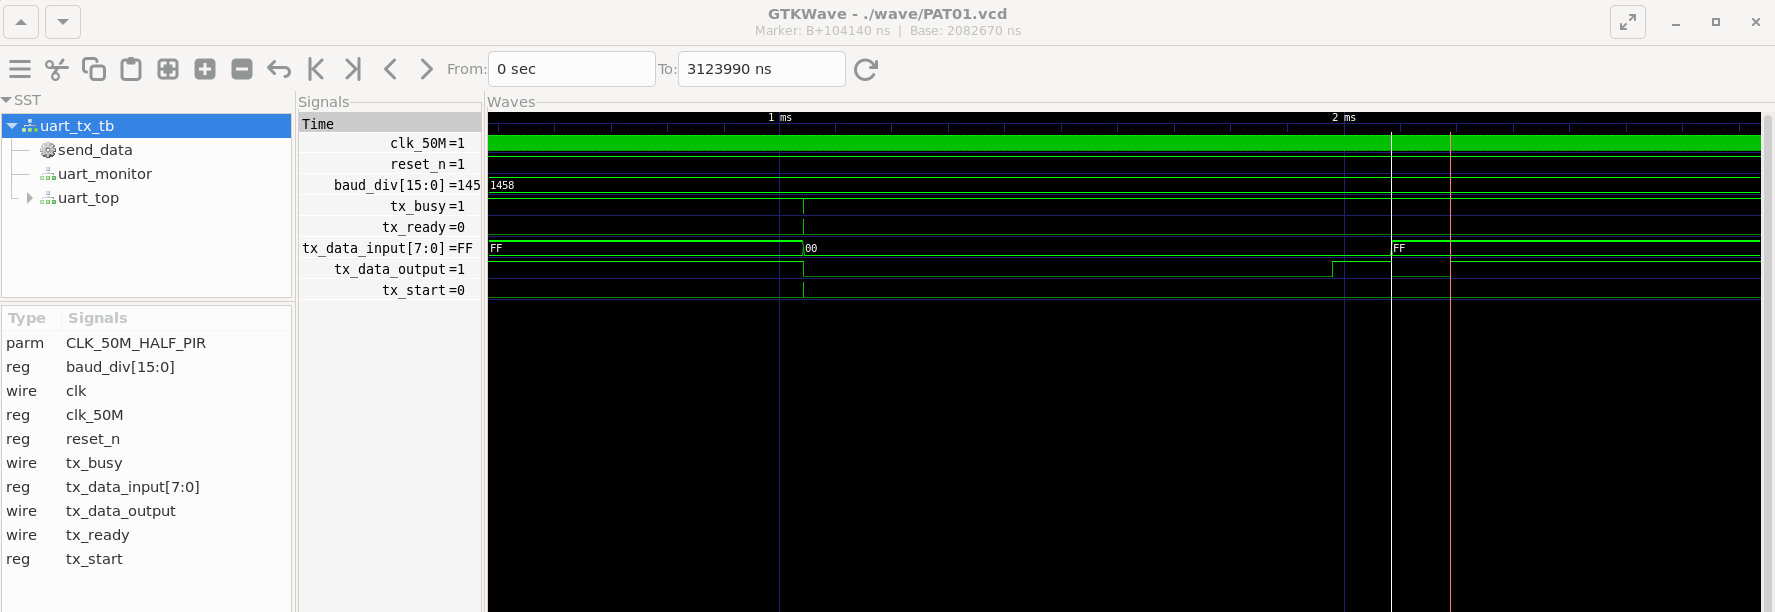 GTKWave - ./wave/PAT01.vcd
Marker: B+104140 ns | Base: 2082670 ns
From: 0 sec To: 3123990 ns
SST
uart_tx_tb
send_data
uart_monitor
uart_top
Type Signals
parm CLK_50M_HALF_PIR
reg baud_div[15:0]
wire clk
reg clk_50M
reg reset_n
wire tx_busy
reg tx_data_input[7:0]
wire tx_data_output
wire tx_ready
reg tx_start
Signals
Time
clk_50M=1
reset_n=1
baud_div[15:0]=145
tx_busy=1
tx_ready=0
tx_data_input[7:0]=FF
tx_data_output=1
tx_start=0
Waves
1 ms 2 ms
1458
FF 00 FF